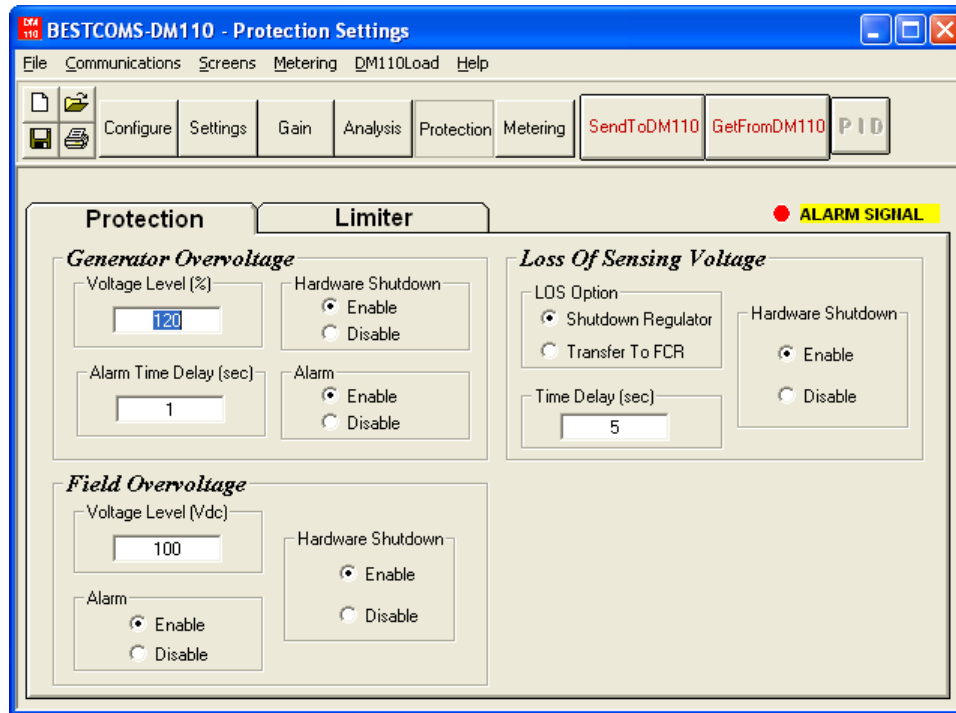 DM 110 BESTCOMS-DM110 - Protection Settings
File Communications Screens Metering DM110Load Help
Configure Settings Gain Analysis Protection Metering SendToDM110 GetFromDM110 PID
Protection Limiter ALARM SIGNAL
Generator Overvoltage
Voltage Level (%)
120
Hardware Shutdown
Enable
Disable
Alarm Time Delay (sec)
1
Alarm
Enable
Disable
Loss Of Sensing Voltage
LOS Option
Shutdown Regulator
Transfer To FCR
Hardware Shutdown
Enable
Disable
Time Delay (sec)
5
Field Overvoltage
Voltage Level (Vdc)
100
Hardware Shutdown
Enable
Disable
Alarm
Enable
Disable